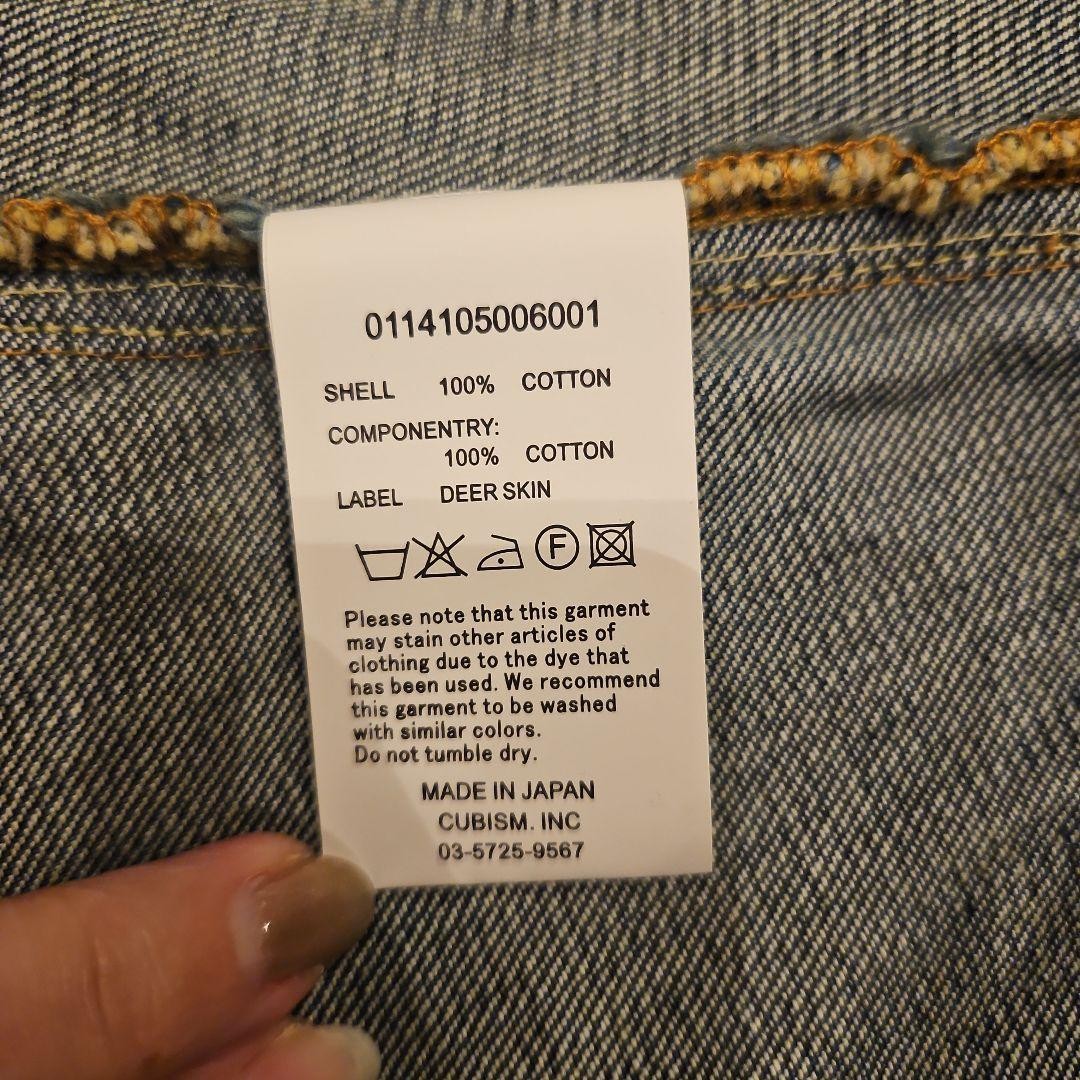 0114105006001
SHELL 100% COTTON
COMPONENTRY:
100% COTTON
LABEL DEER SKIN
F
Please note that this garment
may stain other articles of
clothing due to the dye that
has been used. We recommend
this garment to be washed
with similar colors.
Do not tumble dry.
MADE IN JAPAN
CUBISM. INC
03-5725-9567